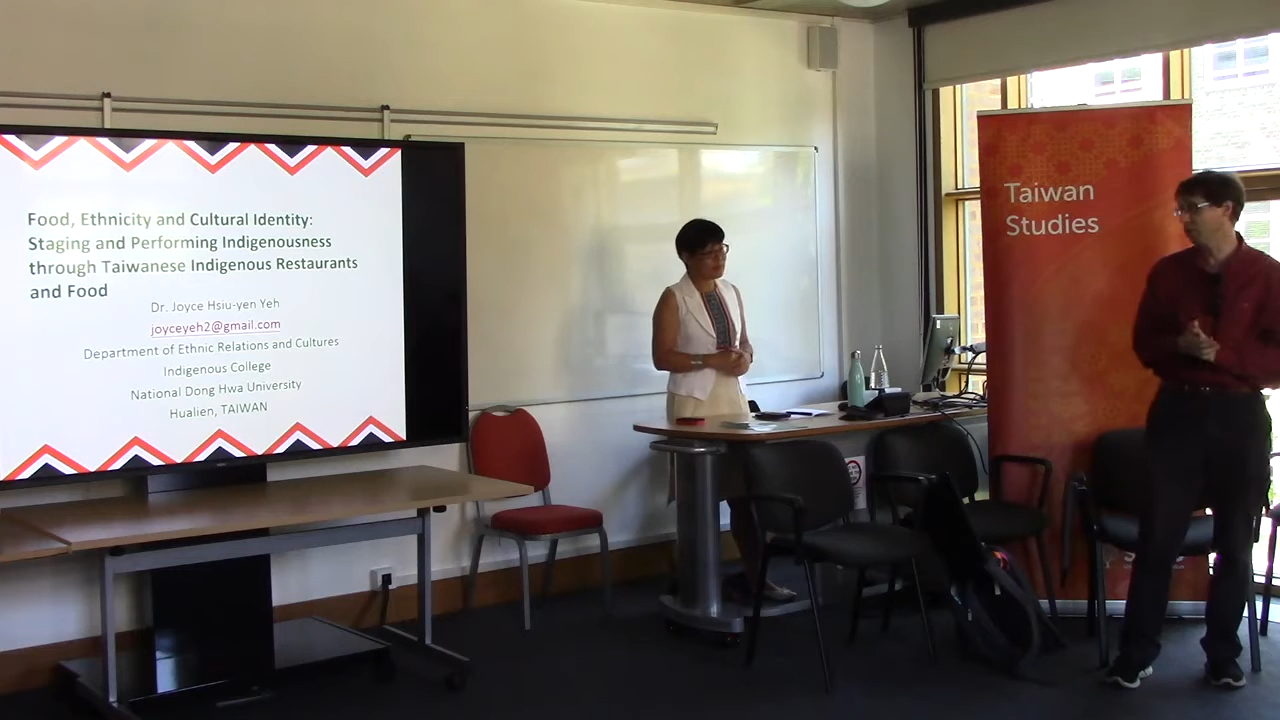 Food, Ethnicity and Cultural Identity:
Staging and Performing Indigenousness
through Taiwanese Indigenous Restaurants
and Food
Dr. Joyce Hsiu-yen Yeh
joyceyeh2@gmail.com
Department of Ethnic Relations and Cultures
Indigenous College
National Dong Hwa University
Hualien, TAIWAN
Taiwan
Studies